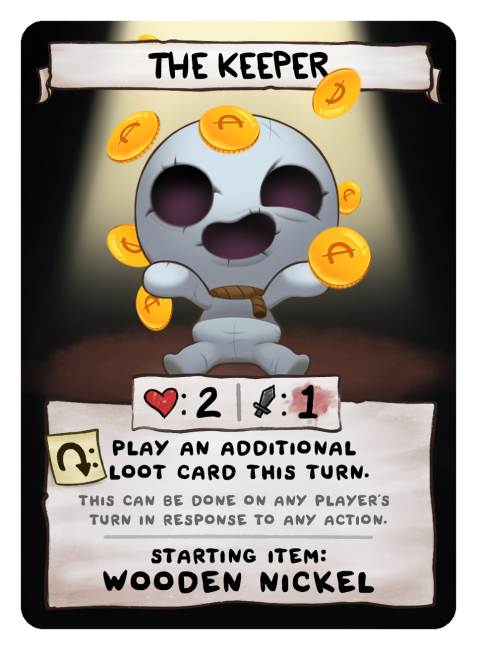 THE KEEPER
: 2 | : 1
: PLAY AN ADDITIONAL
LOOT CARD THIS TURN.
THIS CAN BE DONE ON ANY PLAYER'S
TURN IN RESPONSE TO ANY ACTION.
STARTING ITEM:
WOODEN NICKEL